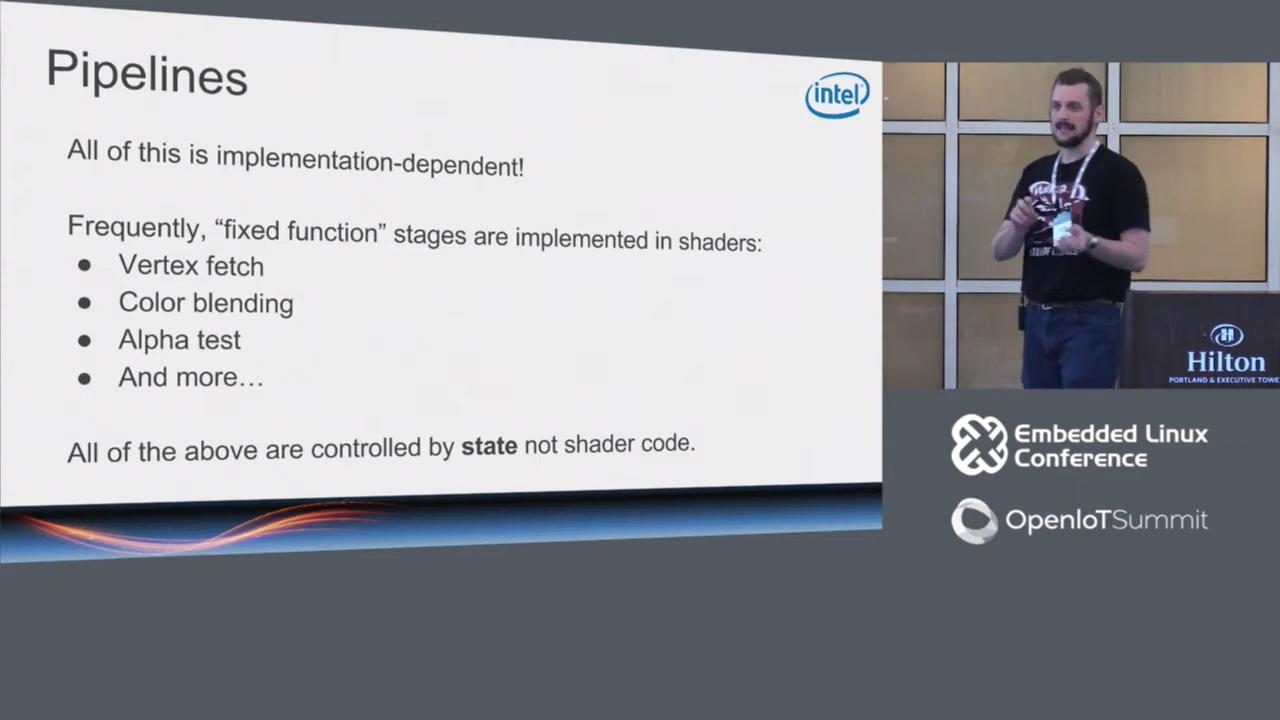 Pipelines
intel
All of this is implementation-dependent!
Frequently, “fixed function” stages are implemented in shaders:
● Vertex fetch
● Color blending
● Alpha test
● And more…
All of the above are controlled by state not shader code.
Hilton
PORTLAND & EXECUTIVE TOWE
Embedded Linux
Conference
OpenIoTSummit